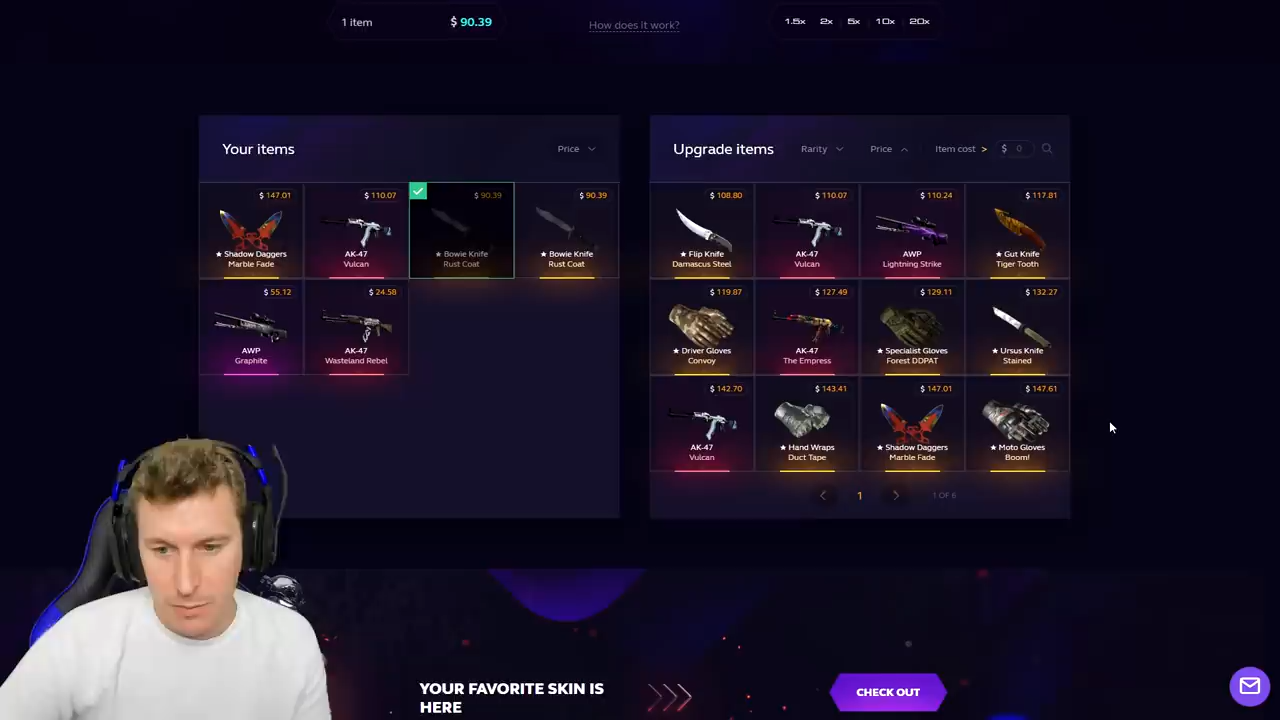 1 item
$ 90.39
How does it work?
1.5x 2x 5x 10x 20x
Your items
Price
Upgrade items
Rarity
Price
Item cost >
$ 0
$ 147.01
★ Shadow Daggers
Marble Fade
$ 110.07
AK-47
Vulcan
$ 90.39
★ Bowie Knife
Rust Coat
$ 90.39
★ Bowie Knife
Rust Coat
$ 55.12
AWP
Graphite
$ 24.58
AK-47
Wasteland Rebel
$ 108.80
★ Flip Knife
Damascus Steel
$ 110.07
AK-47
Vulcan
$ 110.24
AWP
Lightning Strike
$ 117.81
★ Gut Knife
Tiger Tooth
$ 119.87
★ Driver Gloves
Convoy
$ 127.49
AK-47
The Empress
$ 129.11
★ Specialist Gloves
Forest DDPAT
$ 132.27
★ Ursus Knife
Stained
$ 142.70
AK-47
Vulcan
$ 143.41
★ Hand Wraps
Duct Tape
$ 147.01
★ Shadow Daggers
Marble Fade
$ 147.61
★ Moto Gloves
Boom!
1
1 OF 6
YOUR FAVORITE SKIN IS
HERE
CHECK OUT